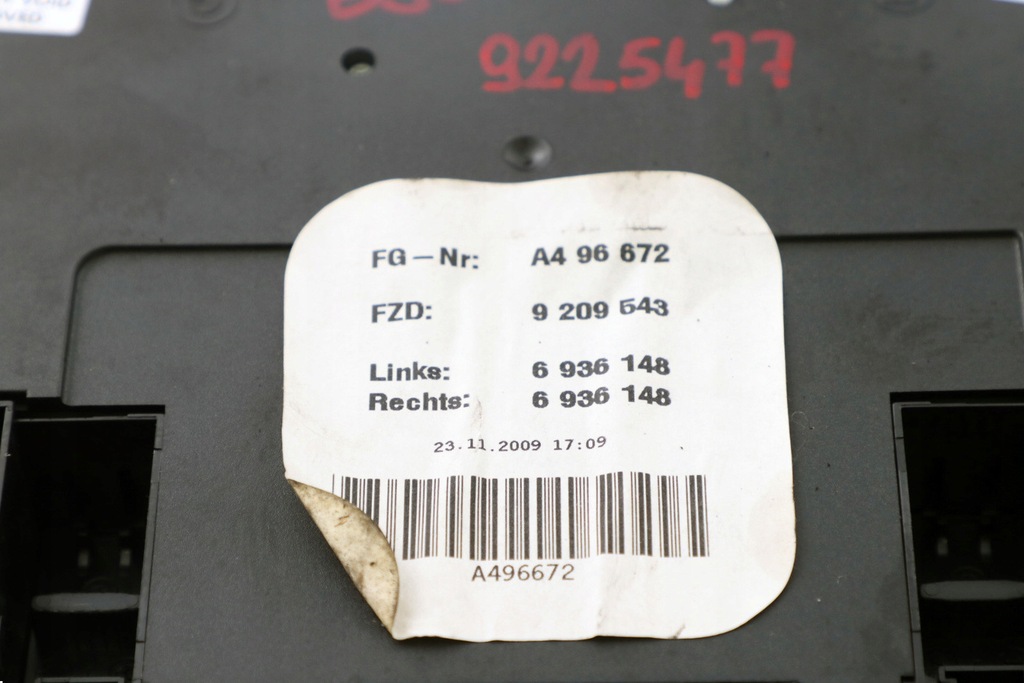 9225477
FG-Nr: A4 96 672
FZD: 9 209 543
Links: 6 936 148
Rechts: 6 936 148
23.11.2009 17:09
A496672